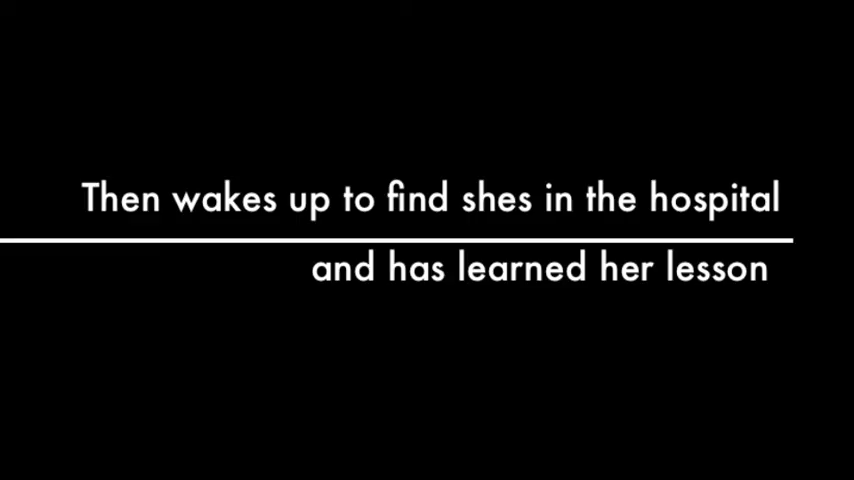 Then wakes up to find shes in the hospital
and has learned her lesson